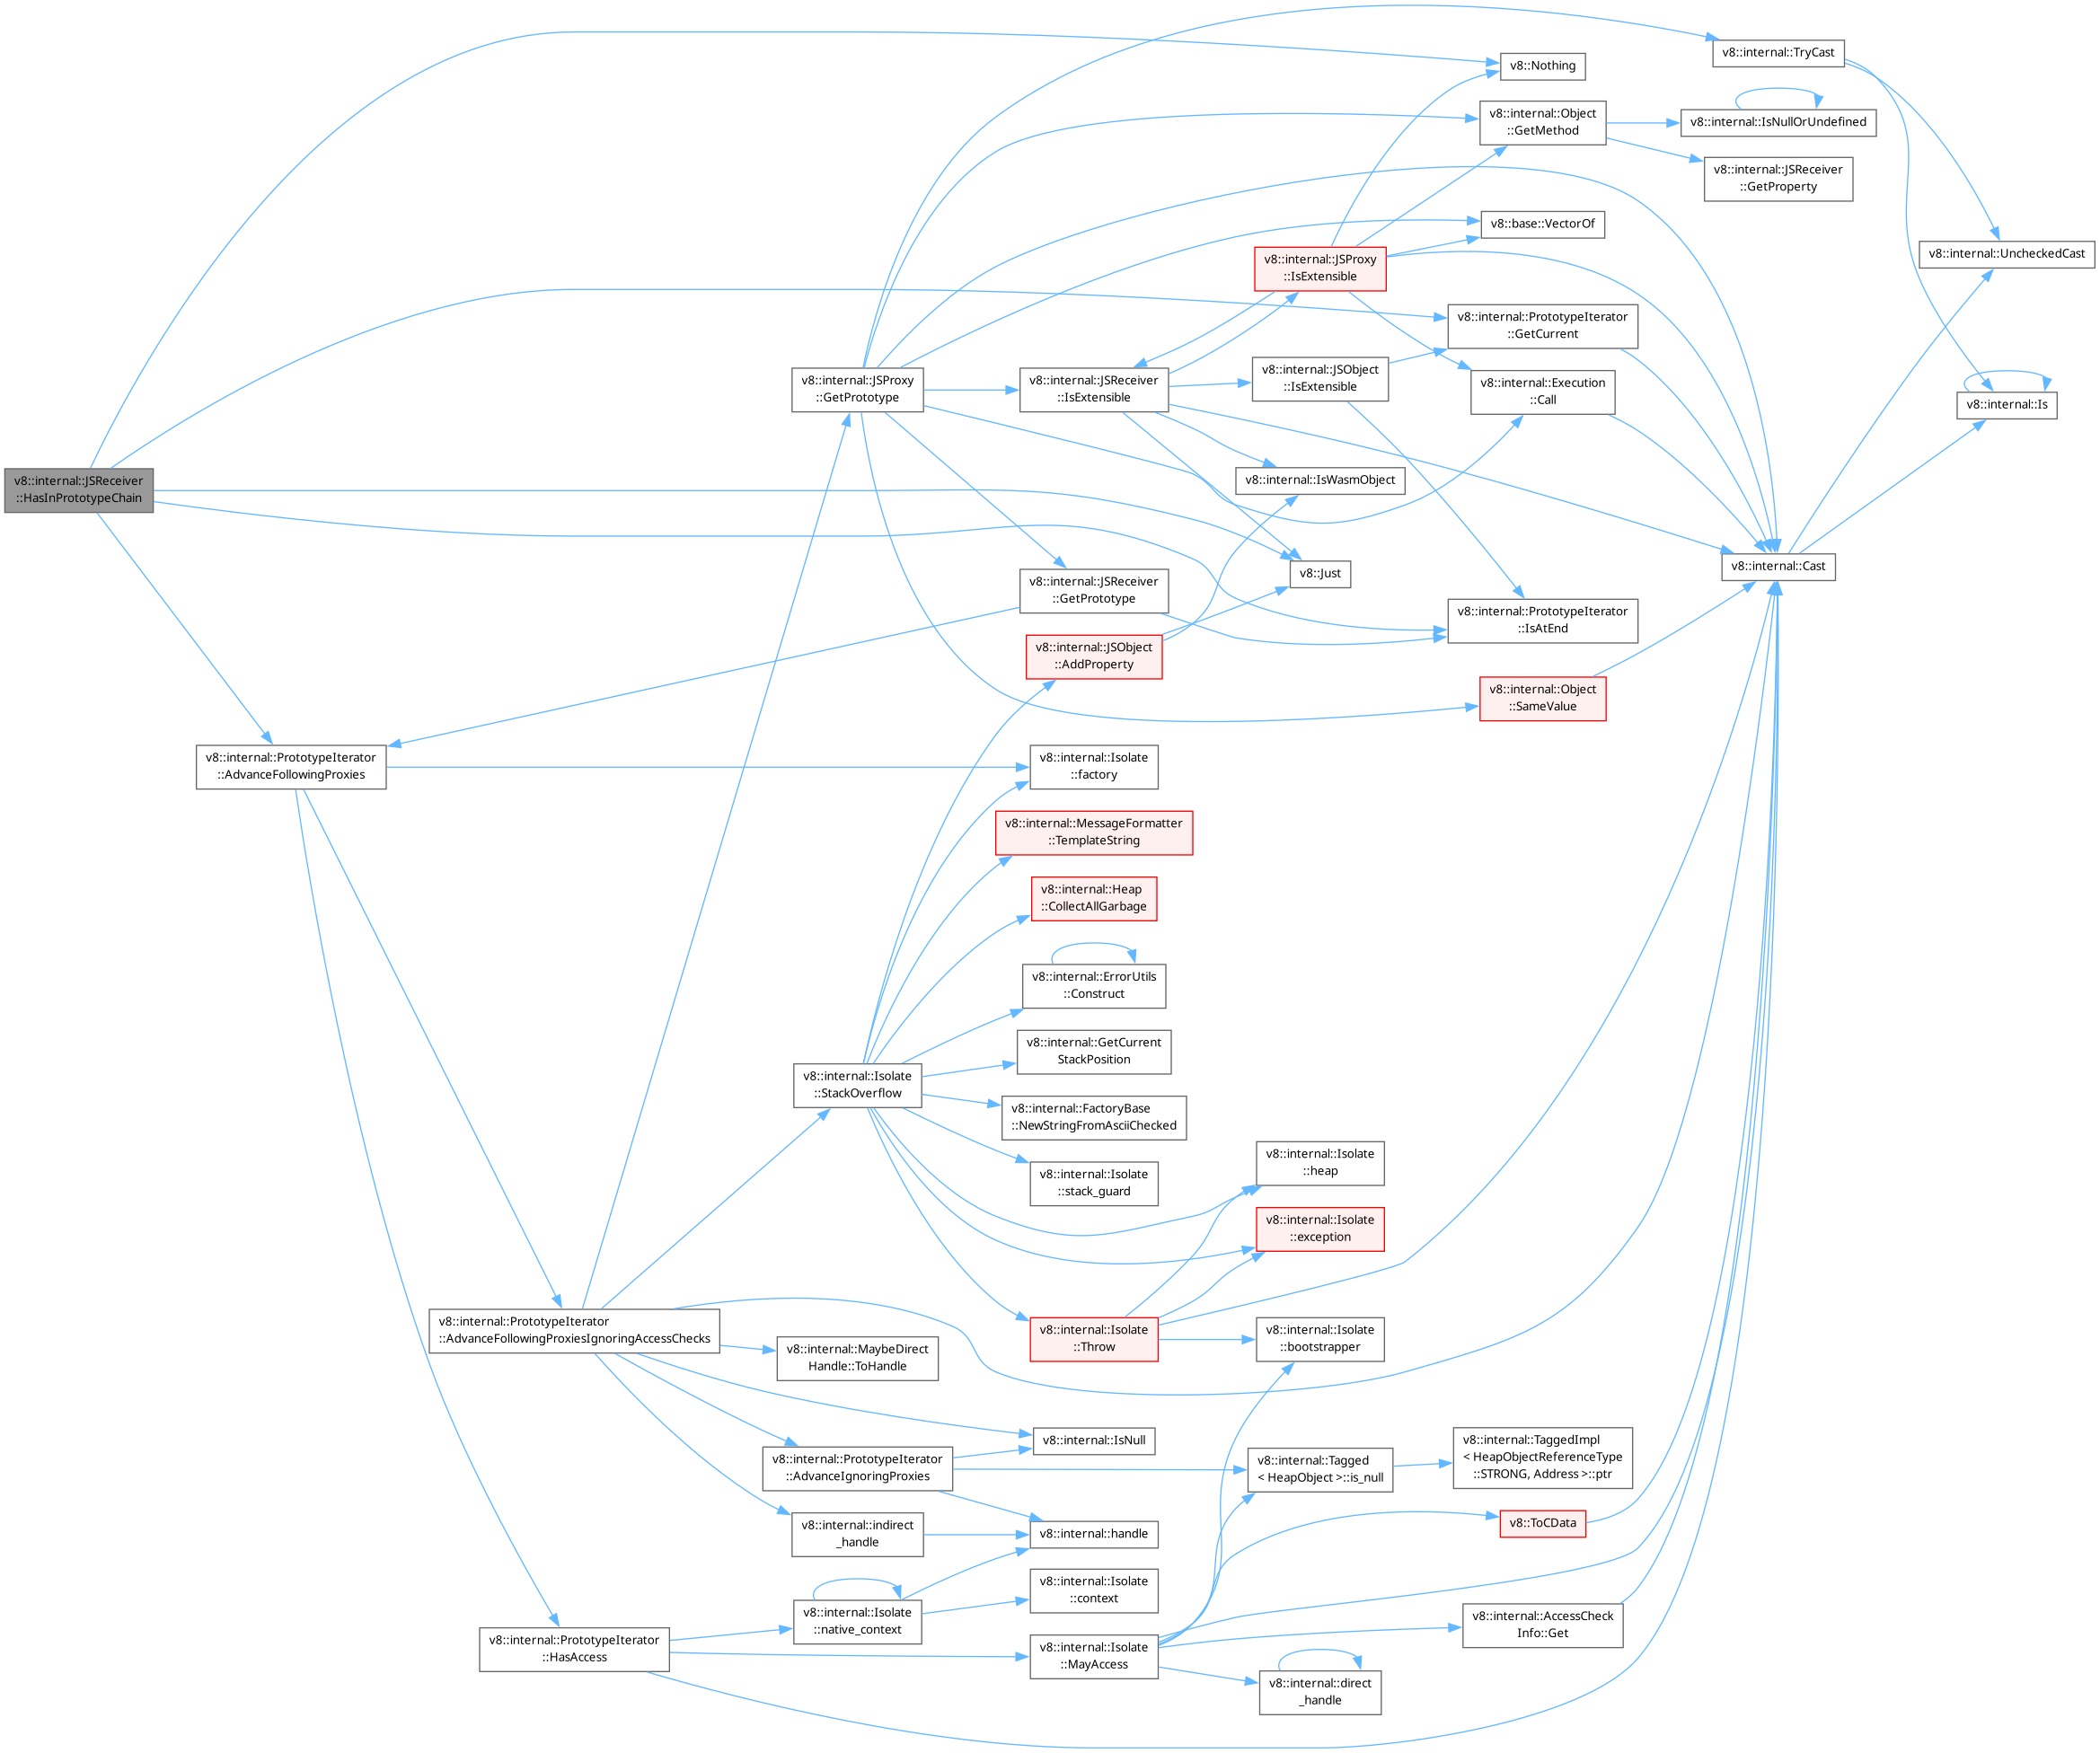 v8::internal::JSReceiver
::HasInPrototypeChain
v8::internal::PrototypeIterator
::AdvanceFollowingProxies
v8::internal::PrototypeIterator
::AdvanceFollowingProxiesIgnoringAccessChecks
v8::internal::PrototypeIterator
::HasAccess
v8::internal::JSProxy
::GetPrototype
v8::internal::Isolate
::StackOverflow
v8::internal::MaybeDirect
Handle::ToHandle
v8::internal::PrototypeIterator
::AdvanceIgnoringProxies
v8::internal::indirect
_handle
v8::internal::Isolate
::native_context
v8::internal::JSReceiver
::IsExtensible
v8::internal::JSReceiver
::GetPrototype
v8::internal::JSObject
::AddProperty
v8::internal::Isolate
::factory
v8::internal::MessageFormatter
::TemplateString
v8::internal::Heap
::CollectAllGarbage
v8::internal::ErrorUtils
::Construct
v8::internal::GetCurrent
StackPosition
v8::internal::FactoryBase
::NewStringFromAsciiChecked
v8::internal::Isolate
::stack_guard
v8::internal::Isolate
::Throw
v8::internal::IsNull
v8::internal::handle
v8::internal::Isolate
::context
v8::internal::Isolate
::MayAccess
v8::internal::JSProxy
::IsExtensible
v8::internal::JSObject
::IsExtensible
v8::internal::IsWasmObject
v8::Just
v8::internal::Isolate
::heap
v8::internal::Isolate
::exception
v8::internal::Isolate
::bootstrapper
v8::internal::Tagged
< HeapObject >::is_null
v8::internal::direct
_handle
v8::Nothing
v8::internal::Object
::GetMethod
v8::base::VectorOf
v8::internal::PrototypeIterator
::GetCurrent
v8::internal::Execution
::Call
v8::internal::PrototypeIterator
::IsAtEnd
v8::internal::Object
::SameValue
v8::internal::TaggedImpl
< HeapObjectReferenceType
::STRONG, Address >::ptr
v8::ToCData
v8::internal::AccessCheck
Info::Get
v8::internal::TryCast
v8::internal::IsNullOrUndefined
v8::internal::JSReceiver
::GetProperty
v8::internal::Cast
v8::internal::UncheckedCast
v8::internal::Is